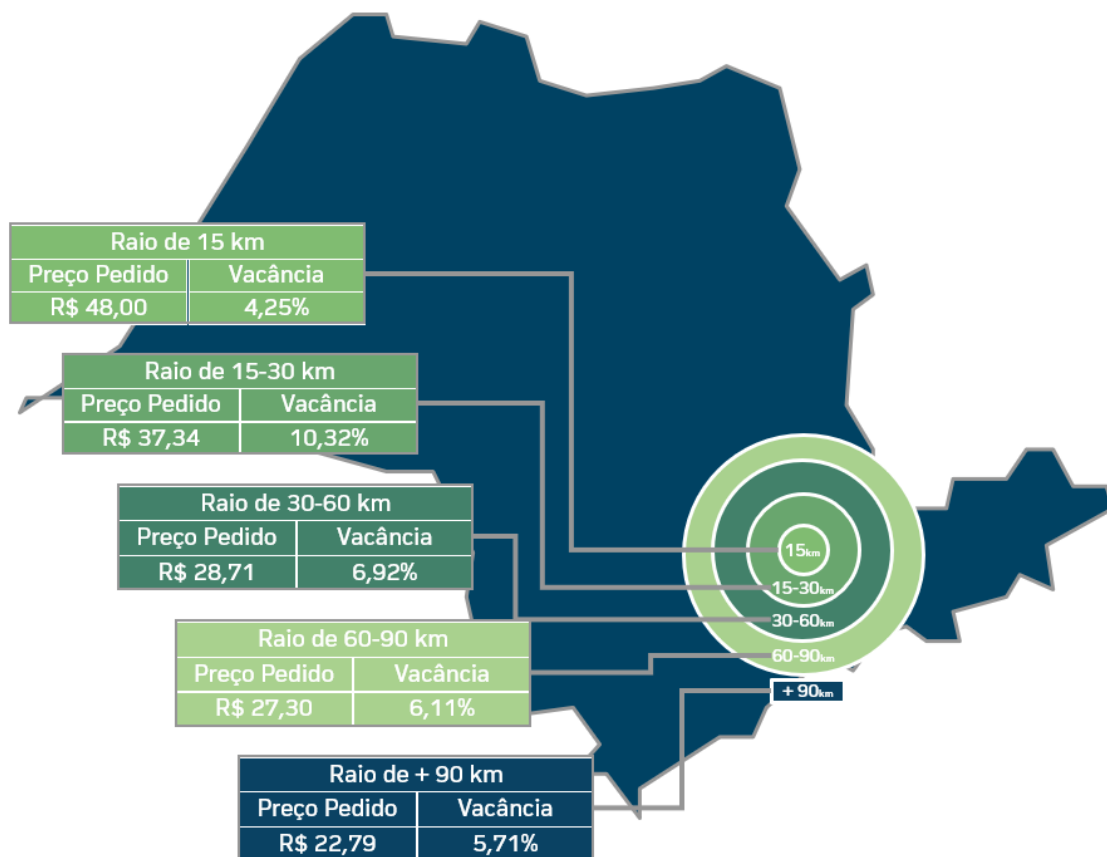 Raio de 15 km
Preço Pedido Vacância
R$ 48,00 4,25%
Raio de 15-30 km
Preço Pedido Vacância
R$ 37,34 10,32%
Raio de 30-60 km
Preço Pedido Vacância
R$ 28,71 6,92%
Raio de 60-90 km
Preço Pedido Vacância
R$ 27,30 6,11%
Raio de + 90 km
Preço Pedido Vacância
R$ 22,79 5,71%
15km
15-30km
30-60km
60-90km
+ 90km